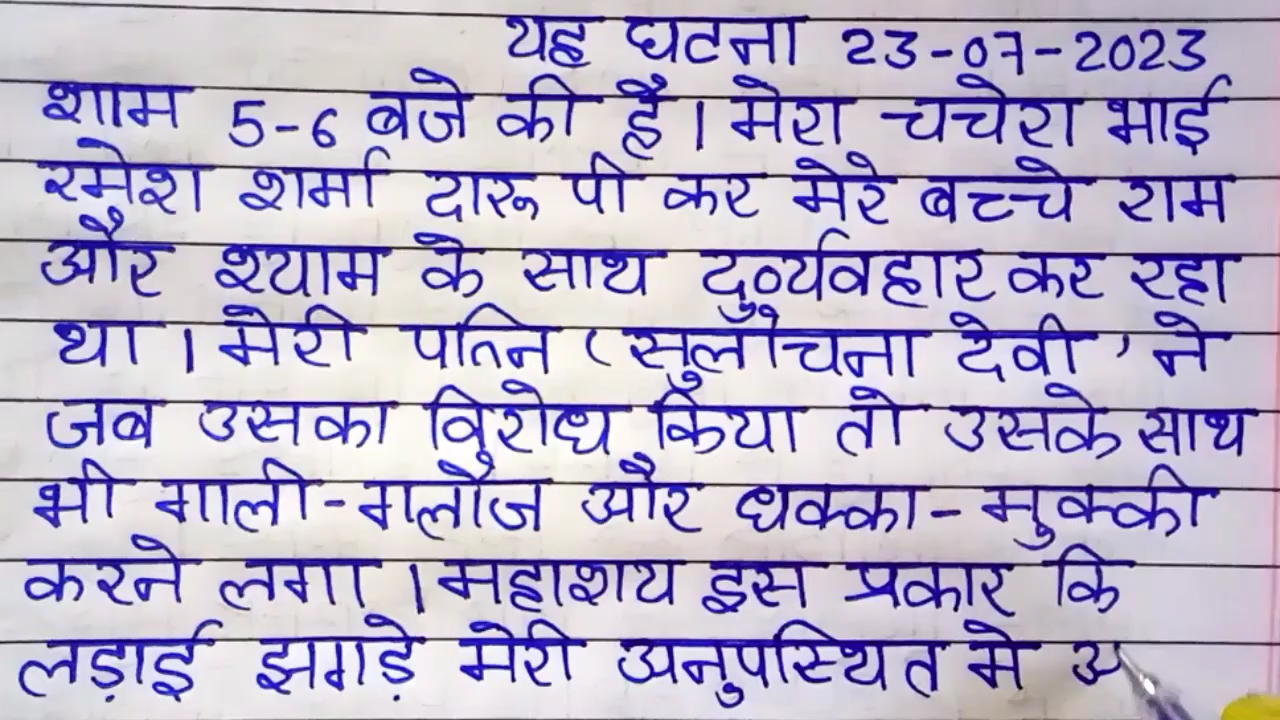 यह घटना 23-07-2023
शाम 5-6 बजे की है। मेरा चचेरा भाई
रमेश शर्मा दारू पी कर मेरे बच्चे राम
और श्याम के साथ दुर्व्यवहार कर रहा
था। मेरी पत्नि (सुलोचना देवी) ने
जब उसका विरोध किया तो उसके साथ
भी गाली-गलौज और धक्का-मुक्की
करने लगा। महाशय इस प्रकार कि
लड़ाई झगड़े मेरी अनुपस्थित मे